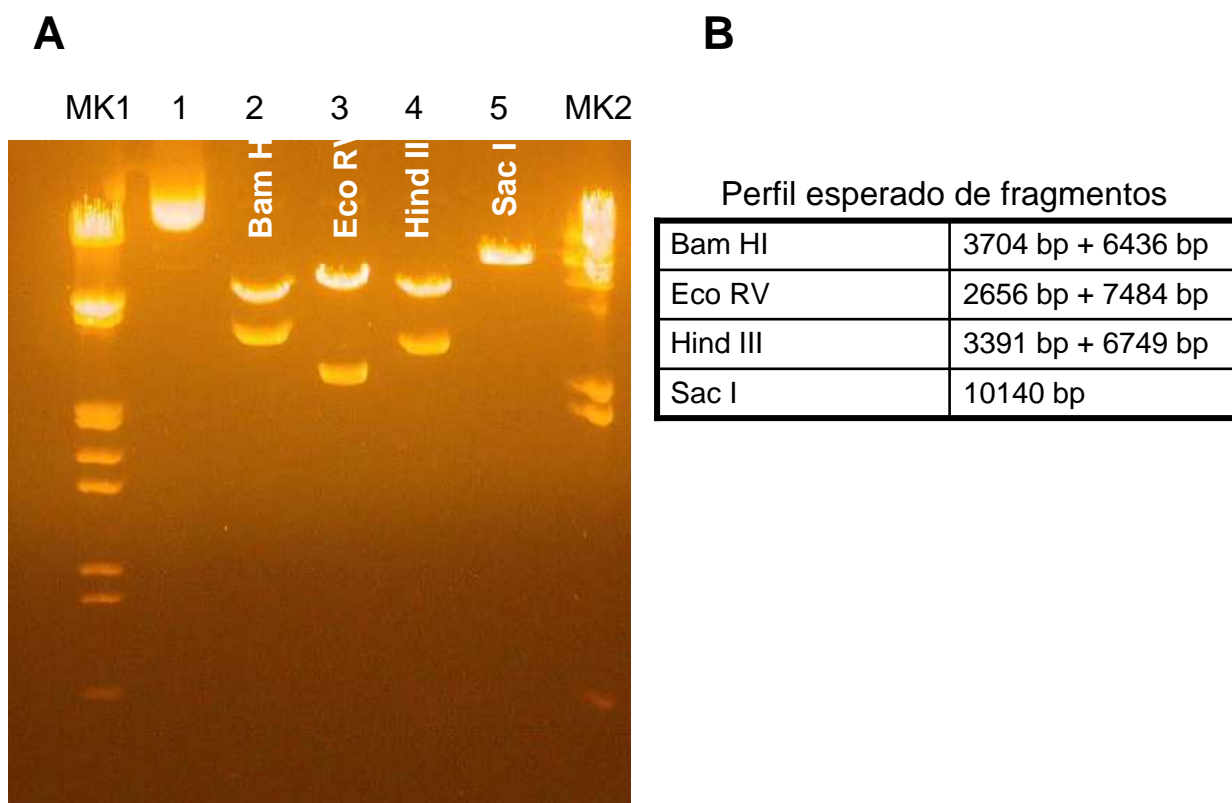 A
B
MK1 1 2 3 4 5 MK2
Bam H
Eco RV
Hind II
Sac I
Perfil esperado de fragmentos
Bam HI 3704 bp + 6436 bp
Eco RV 2656 bp + 7484 bp
Hind III 3391 bp + 6749 bp
Sac I 10140 bp